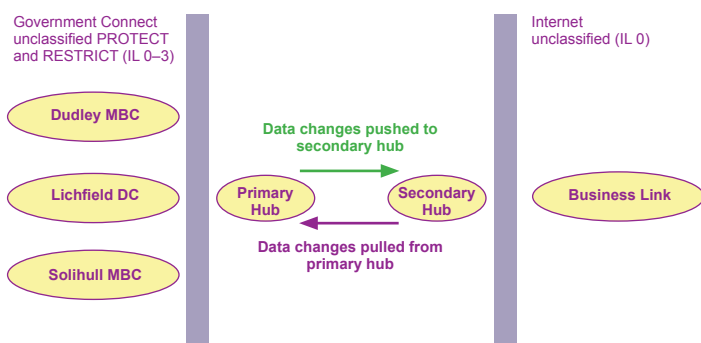 Government Connect
unclassified PROTECT
and RESTRICT (IL 0–3)
Dudley MBC
Lichfield DC
Solihull MBC
Data changes pushed to
secondary hub
Primary
Hub
Secondary
Hub
Data changes pulled from
primary hub
Internet
unclassified (IL 0)
Business Link